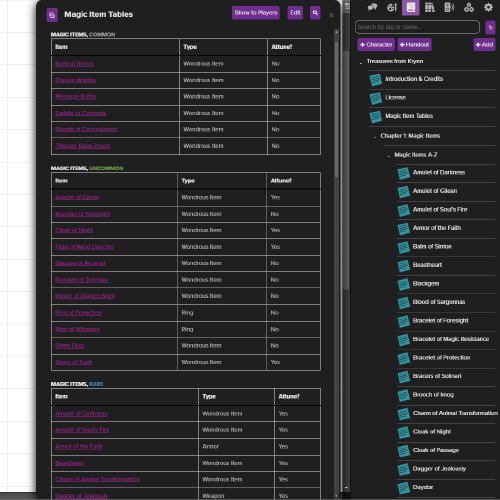 Magic Item Tables
Show to Players
Edit
MAGIC ITEMS, COMMON
Item Type Attune?
Balm of Sirrion Wondrous Item No
Dragon Whistle Wondrous Item No
Message Bottle Wondrous Item No
Saddle of Comforts Wondrous Item No
Sheath of Concealment Wondrous Item No
Thieves' Bane Pouch Wondrous Item No
MAGIC ITEMS, UNCOMMON
Item Type Attune?
Amulet of Gilean Wondrous Item Yes
Bracelet of Foresight Wondrous Item No
Cloak of Night Wondrous Item Yes
Flute of Wind Dancing Wondrous Item Yes
Glasses of Arcanist Wondrous Item No
Pendant of Tongues Wondrous Item No
Potion of Dragon Sight Wondrous Item No
Ring of Projection Ring No
Ring of Whispers Ring No
Sleep Dust Wondrous Item No
Stone of Truth Wondrous Item Yes
MAGIC ITEMS, RARE
Item Type Attune?
Amulet of Darkness Wondrous Item Yes
Amulet of Soul's Fire Wondrous Item Yes
Armor of the Faith Armor Yes
Beastheart Wondrous Item Yes
Charm of Animal Transformation Wondrous Item Yes
Dagger of Jealously Weapon Yes
Search by tag or name...
+ Character
+ Handout
+ Add
Treasures from Krynn
Introduction & Credits
License
Magic Item Tables
Chapter 1: Magic Items
Magic Items A-Z
Amulet of Darkness
Amulet of Gilean
Amulet of Soul's Fire
Armor of the Faith
Balm of Sirrion
Beastheart
Blackgem
Blood of Sargonnas
Bracelet of Foresight
Bracelet of Magic Resistance
Bracelet of Protection
Bracers of Solinari
Brooch of Imog
Charm of Animal Transformation
Cloak of Night
Cloak of Passage
Dagger of Jealously
Daystar